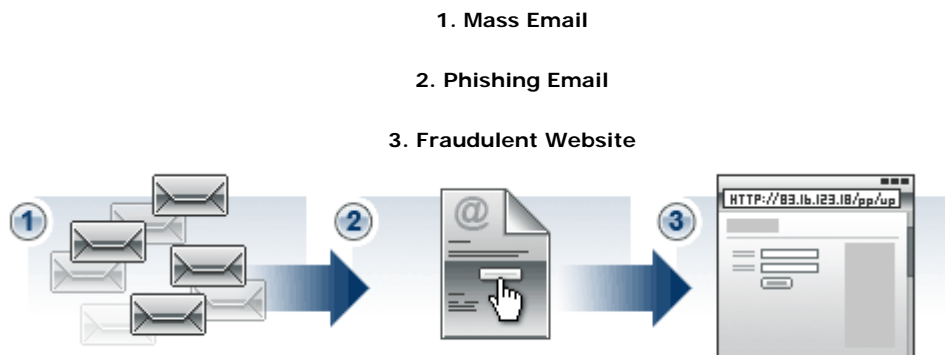 1. Mass Email
2. Phishing Email
3. Fraudulent Website
1
2
@
3
HTTP://83.16.123.18/pp/up